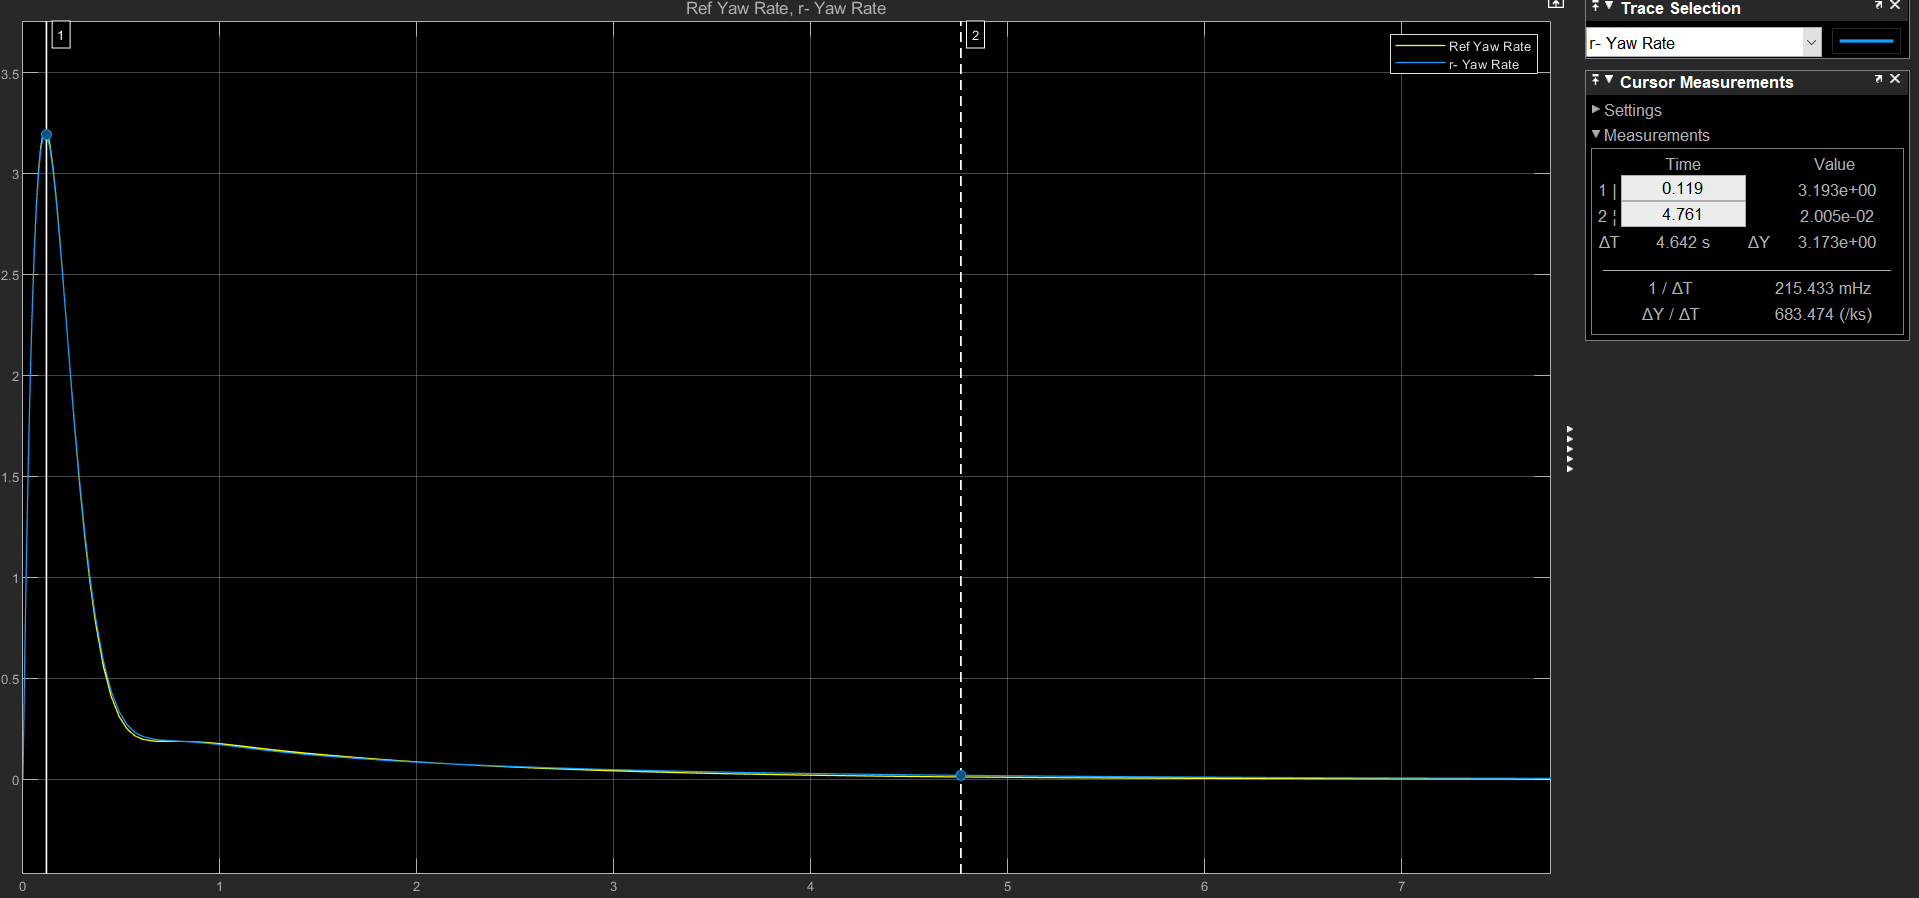 Ref Yaw Rate, r- Yaw Rate
1
2
Ref Yaw Rate
r- Yaw Rate
3.5
3
2.5
2
1.5
1
0.5
0
0 1 2 3 4 5 6 7
Trace Selection
r- Yaw Rate
Cursor Measurements
Settings
Measurements
Time Value
1 | 0.119 3.193e+00
2 ¦ 4.761 2.005e-02
ΔT 4.642 s ΔY 3.173e+00
1 / ΔT 215.433 mHz
ΔY / ΔT 683.474 (/ks)